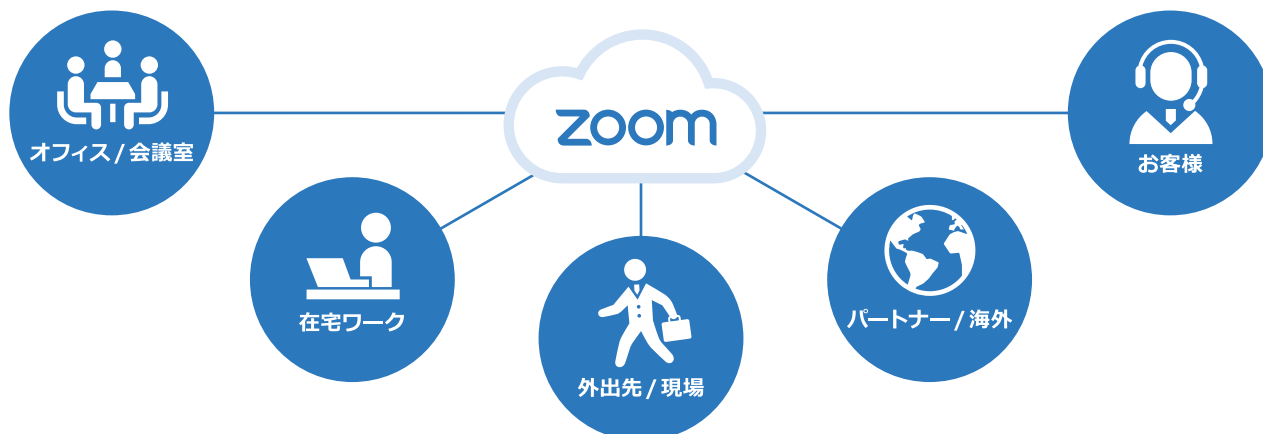 zoom
オフィス / 会議室
お客様
在宅ワーク
パートナー / 海外
外出先 / 現場